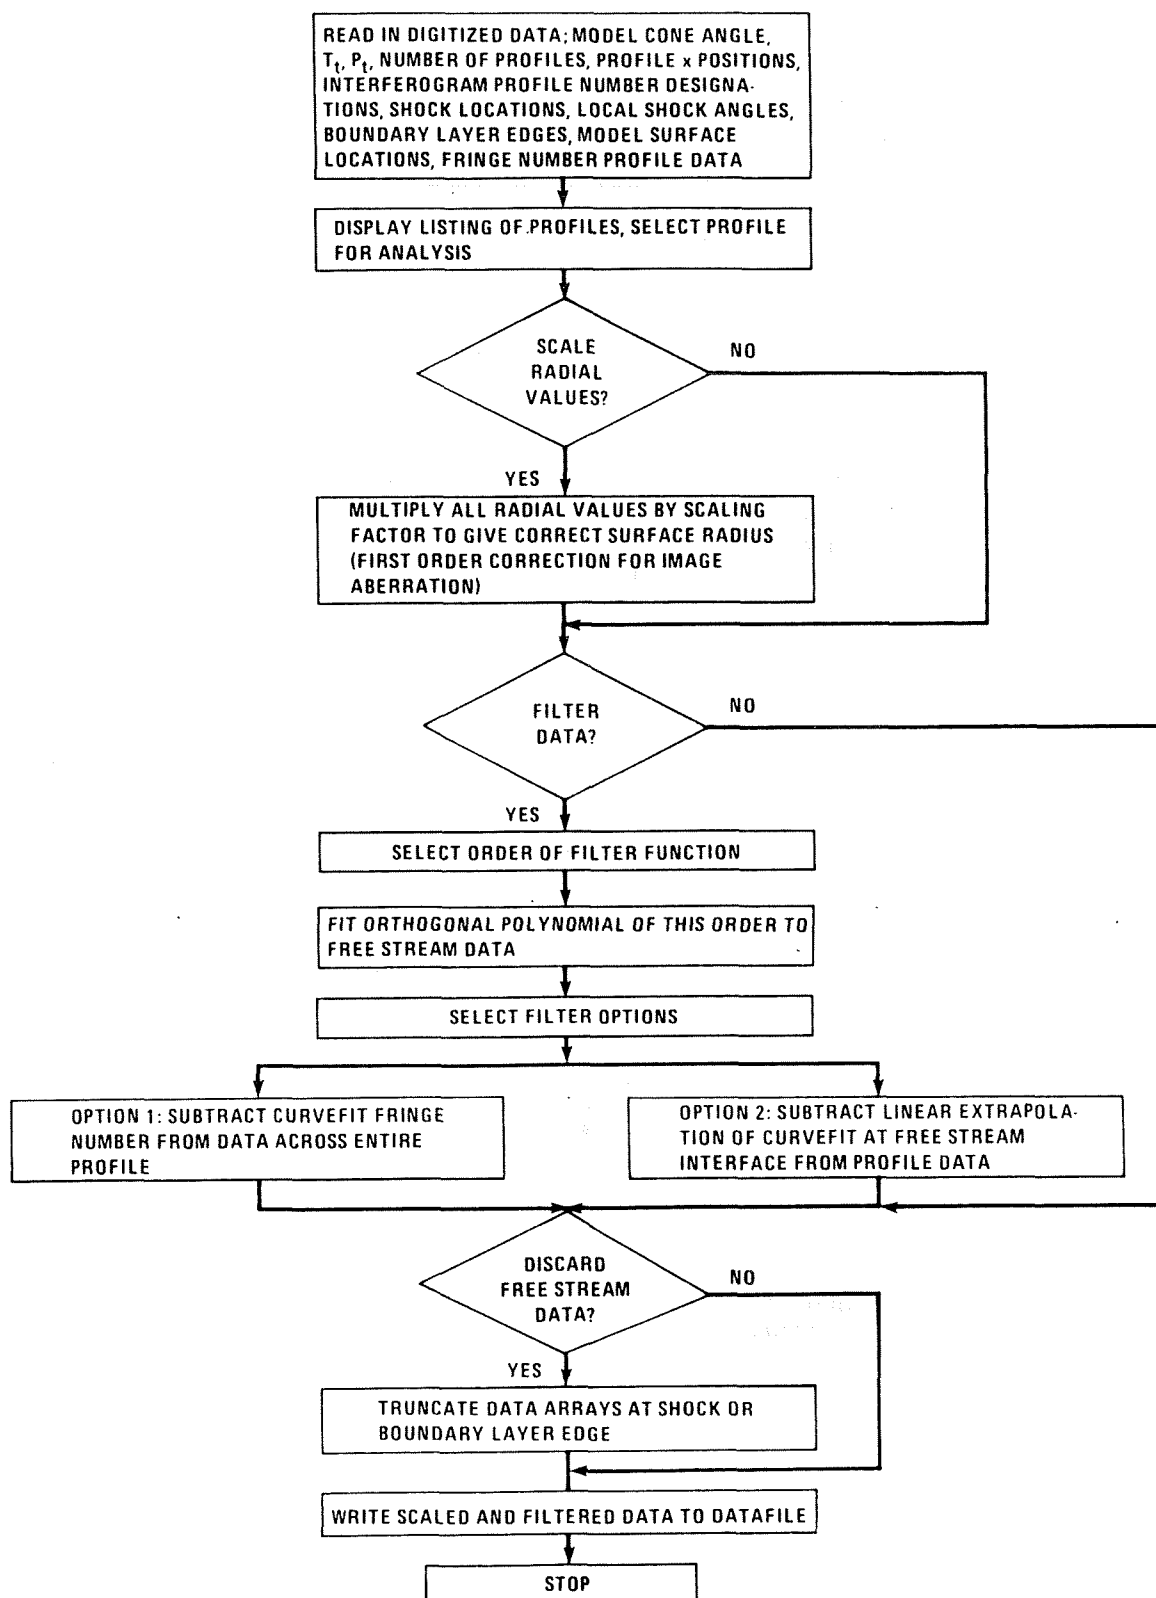 READ IN DIGITIZED DATA; MODEL CONE ANGLE,
Tt, Pt, NUMBER OF PROFILES, PROFILE x POSITIONS,
INTERFEROGRAM PROFILE NUMBER DESIGNA-
TIONS, SHOCK LOCATIONS, LOCAL SHOCK ANGLES,
BOUNDARY LAYER EDGES, MODEL SURFACE
LOCATIONS, FRINGE NUMBER PROFILE DATA
DISPLAY LISTING OF PROFILES, SELECT PROFILE
FOR ANALYSIS
SCALE
RADIAL
VALUES?
NO
YES
MULTIPLY ALL RADIAL VALUES BY SCALING
FACTOR TO GIVE CORRECT SURFACE RADIUS
(FIRST ORDER CORRECTION FOR IMAGE
ABERRATION)
FILTER
DATA?
NO
YES
SELECT ORDER OF FILTER FUNCTION
FIT ORTHOGONAL POLYNOMIAL OF THIS ORDER TO
FREE STREAM DATA
SELECT FILTER OPTIONS
OPTION 1: SUBTRACT CURVEFIT FRINGE
NUMBER FROM DATA ACROSS ENTIRE
PROFILE
OPTION 2: SUBTRACT LINEAR EXTRAPOLA-
TION OF CURVEFIT AT FREE STREAM
INTERFACE FROM PROFILE DATA
DISCARD
FREE STREAM
DATA?
NO
YES
TRUNCATE DATA ARRAYS AT SHOCK OR
BOUNDARY LAYER EDGE
WRITE SCALED AND FILTERED DATA TO DATAFILE
STOP